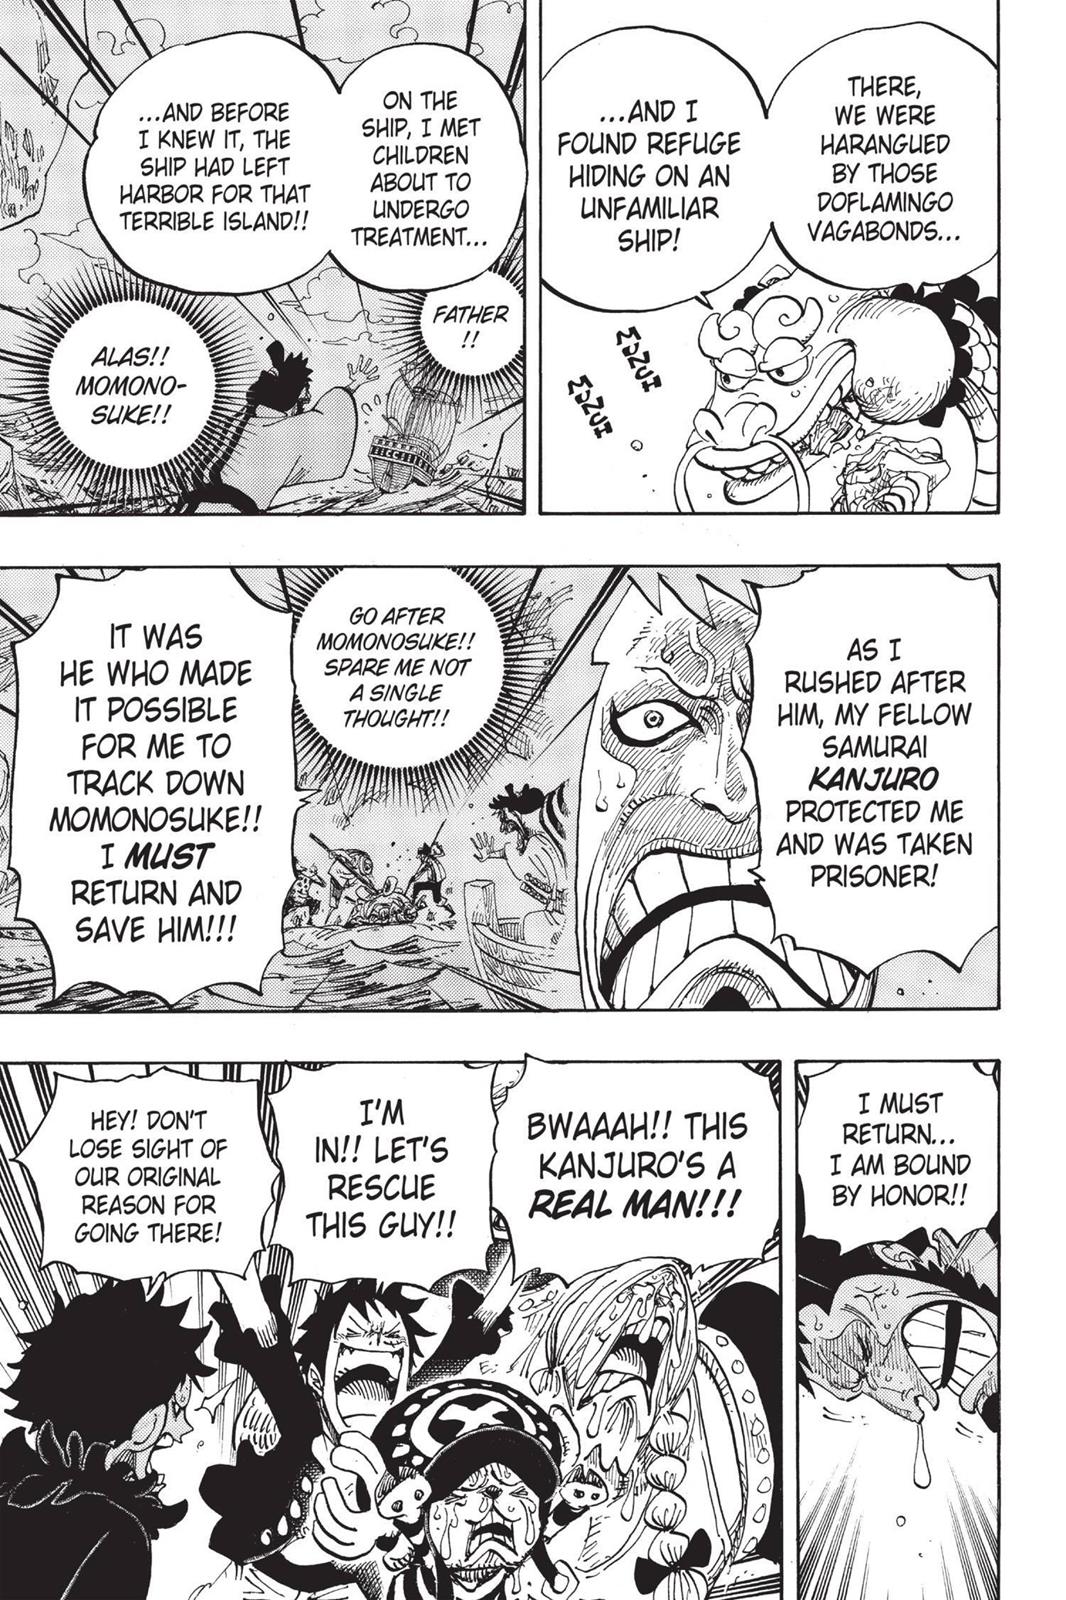 THERE,
WE WERE
HARANGUED
BY THOSE
DOFLAMINGO
VAGABONDS...
...AND I
FOUND REFUGE
HIDING ON AN
UNFAMILIAR
SHIP!
MUNCH
MUNCH
ON THE
SHIP, I MET
CHILDREN
ABOUT TO
UNDERGO
TREATMENT...
...AND BEFORE
I KNEW IT, THE
SHIP HAD LEFT
HARBOR FOR THAT
TERRIBLE ISLAND!!
FATHER
!!
ALAS!!
MOMONO-
SUKE!!
AS I
RUSHED AFTER
HIM, MY FELLOW
SAMURAI
KANJURO
PROTECTED ME
AND WAS TAKEN
PRISONER!
GO AFTER
MOMONOSUKE!!
SPARE ME NOT
A SINGLE
THOUGHT!!
IT WAS
HE WHO MADE
IT POSSIBLE
FOR ME TO
TRACK DOWN
MOMONOSUKE!!
I MUST
RETURN AND
SAVE HIM!!!
I MUST
RETURN...
I AM BOUND
BY HONOR!!
BWAAAH!! THIS
KANJURO'S A
REAL MAN!!!
I'M
IN!! LET'S
RESCUE
THIS GUY!!
HEY! DON'T
LOSE SIGHT OF
OUR ORIGINAL
REASON FOR
GOING THERE!